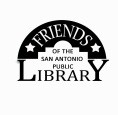 FRIENDS
OF THE
SAN ANTONIO
PUBLIC
LIBRARY